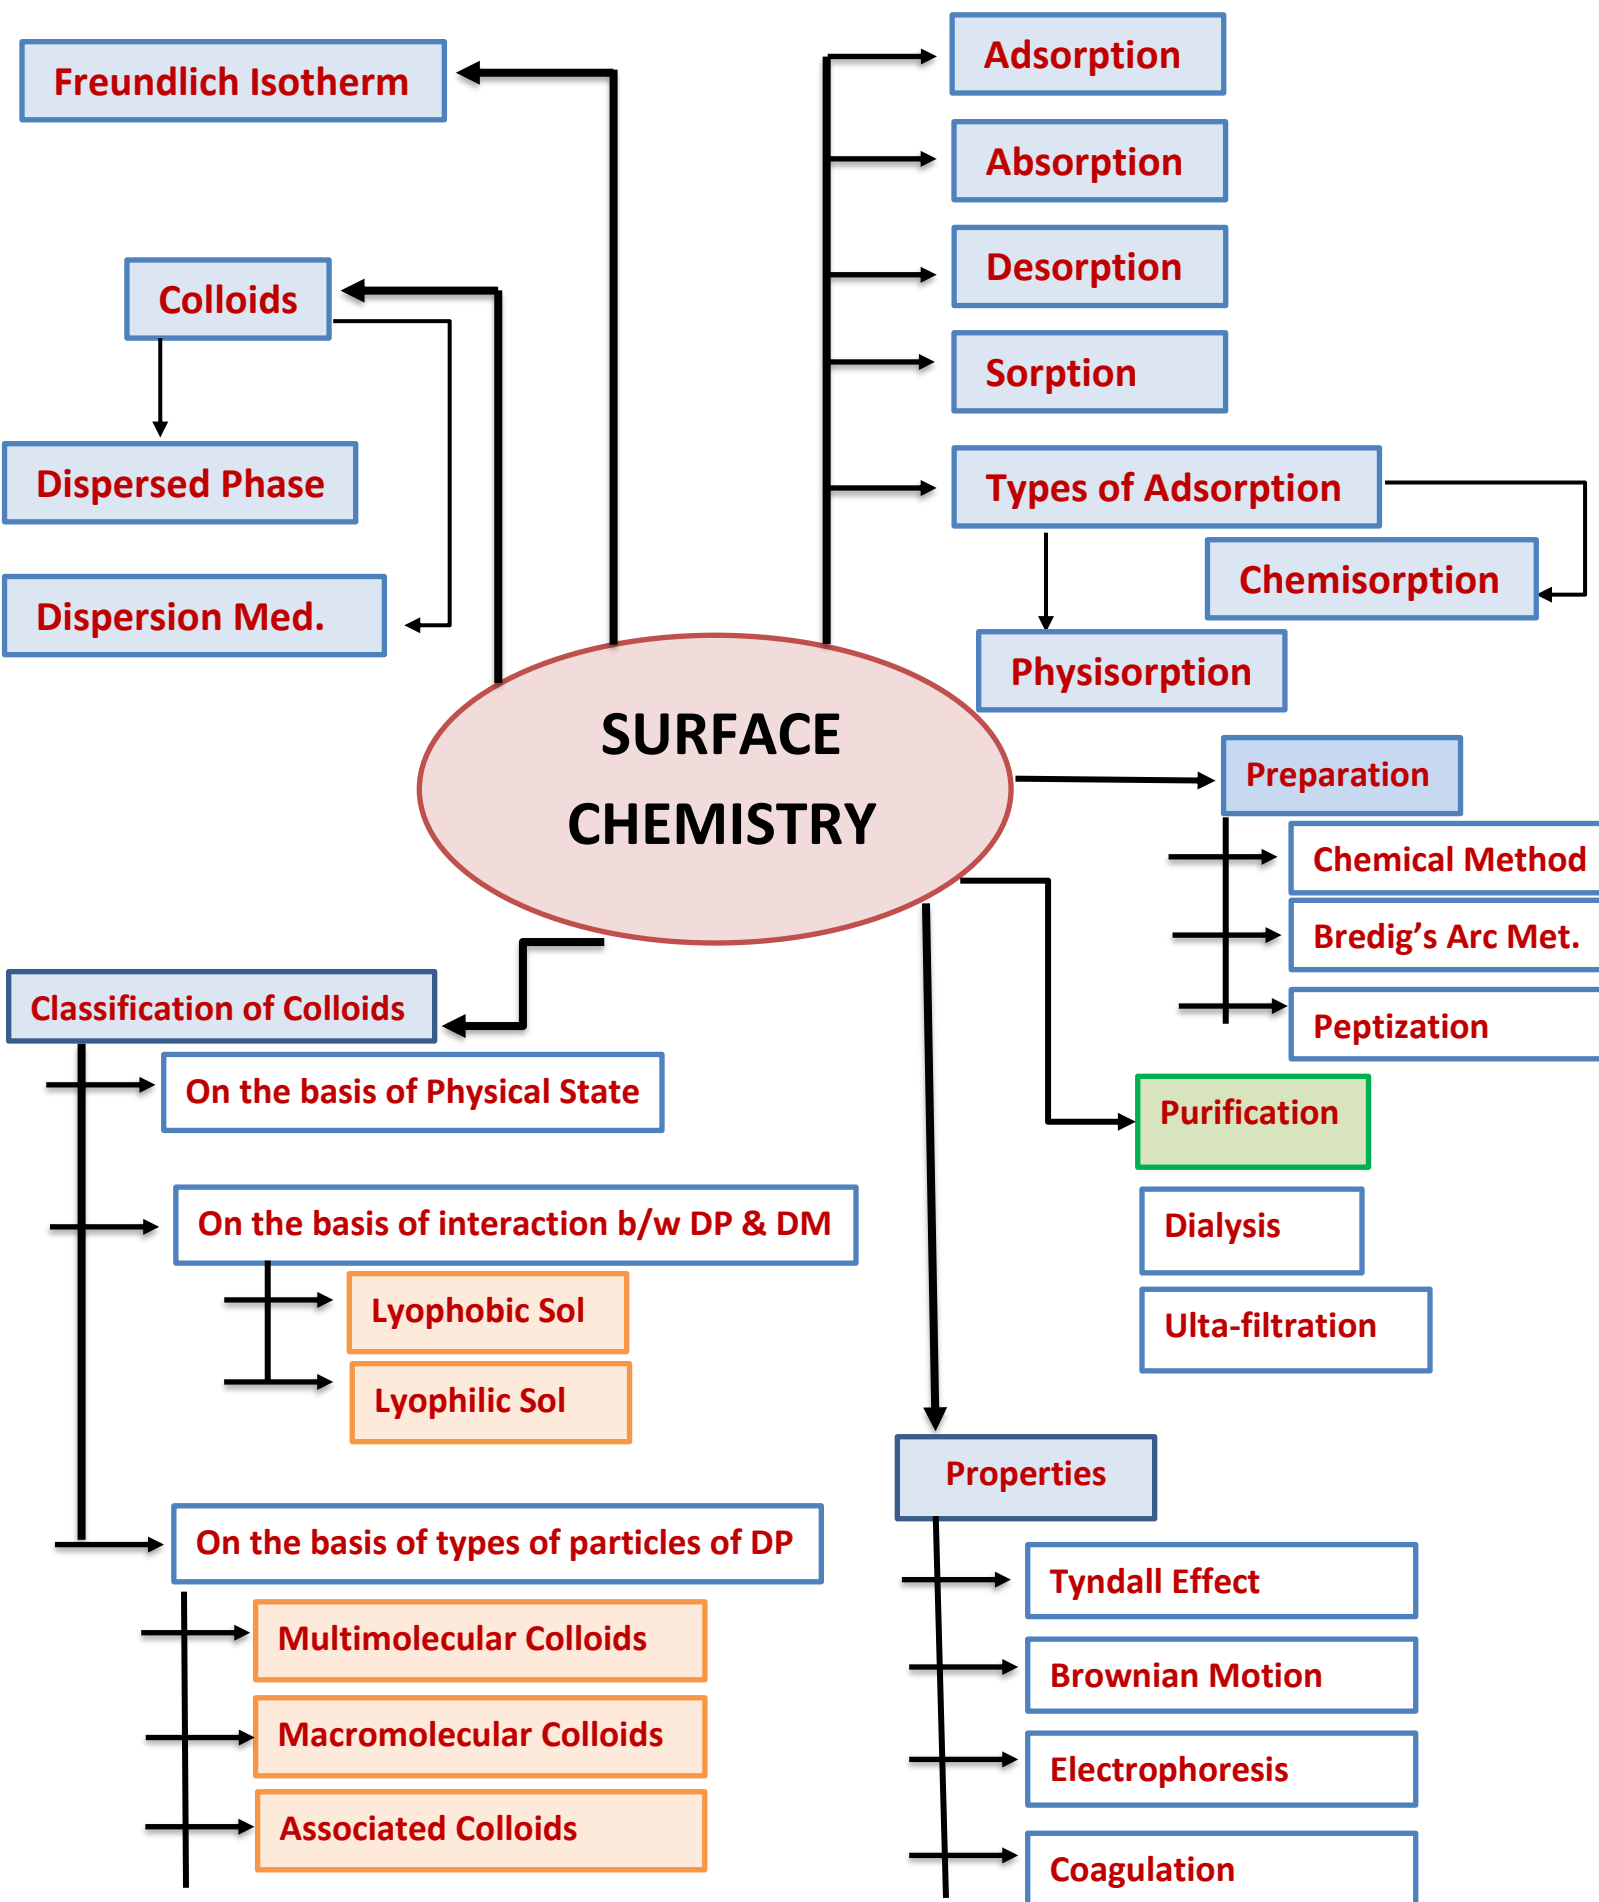 Freundlich Isotherm
Adsorption
Absorption
Desorption
Sorption
Colloids
Dispersed Phase
Dispersion Med.
Types of Adsorption
Chemisorption
Physisorption
SURFACE
CHEMISTRY
Preparation
Chemical Method
Bredig’s Arc Met.
Peptization
Purification
Dialysis
Ulta-filtration
Classification of Colloids
On the basis of Physical State
On the basis of interaction b/w DP & DM
Lyophobic Sol
Lyophilic Sol
On the basis of types of particles of DP
Multimolecular Colloids
Macromolecular Colloids
Associated Colloids
Properties
Tyndall Effect
Brownian Motion
Electrophoresis
Coagulation